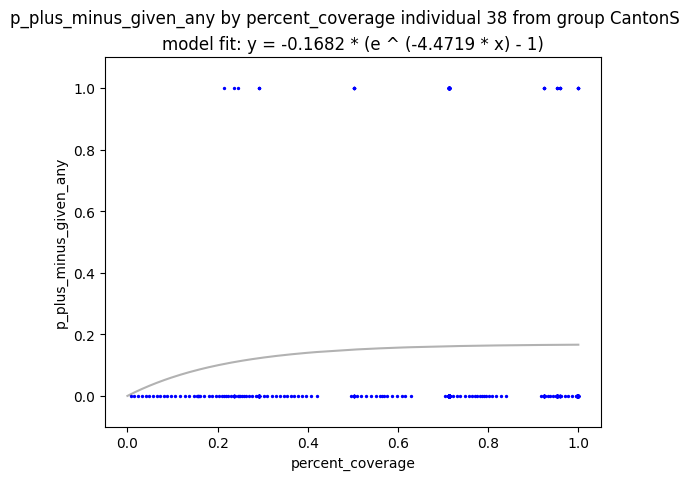 p_plus_minus_given_any by percent_coverage individual 38 from group CantonS
model fit: y = -0.1682 * (e ^ (-4.4719 * x) - 1)
1.0
0.8
0.6
0.4
0.2
0.0
p_plus_minus_given_any
0.0 0.2 0.4 0.6 0.8 1.0
percent_coverage